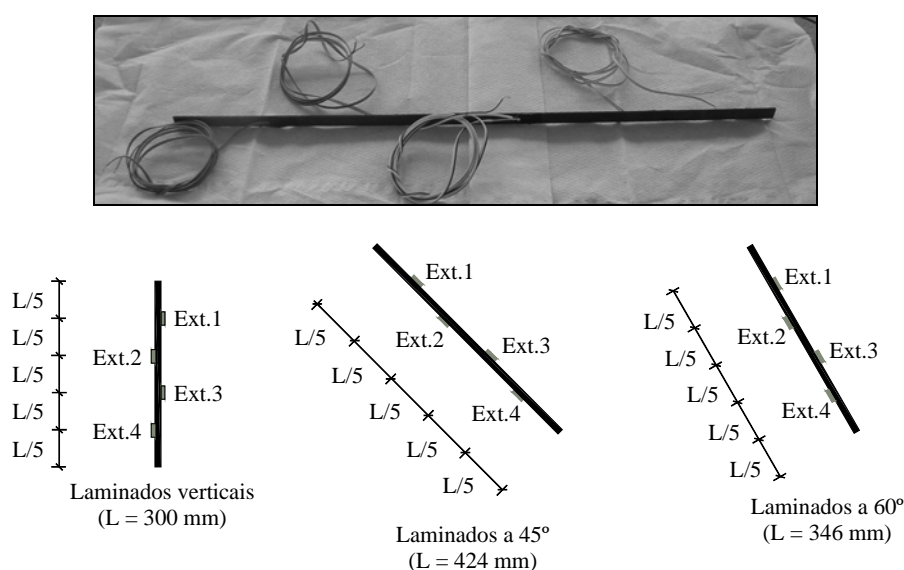 L/5
L/5
L/5
L/5
L/5
Ext.1
Ext.2
Ext.3
Ext.4
Laminados verticais
(L = 300 mm)
L/5
L/5
L/5
L/5
L/5
Ext.1
Ext.2
Ext.3
Ext.4
Laminados a 45º
(L = 424 mm)
L/5
L/5
L/5
L/5
L/5
Ext.1
Ext.2
Ext.3
Ext.4
Laminados a 60º
(L = 346 mm)